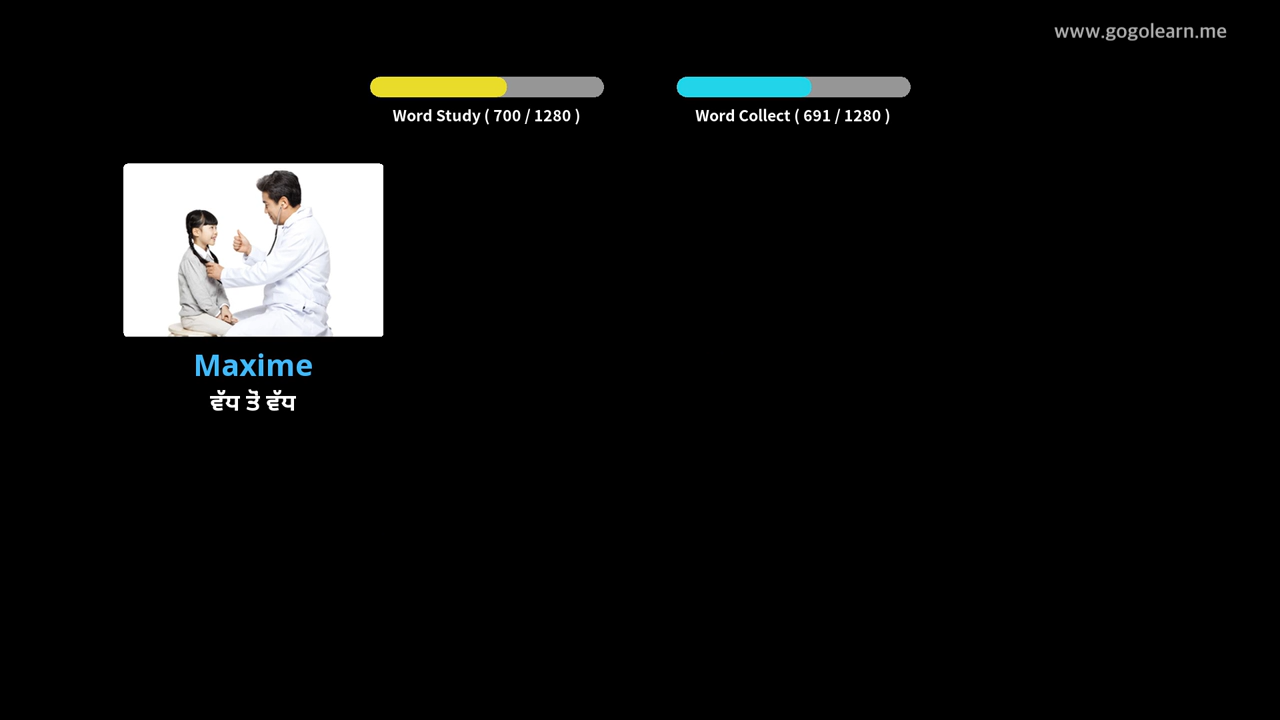 www.gogolearn.me
Word Study ( 700 / 1280 )
Word Collect ( 691 / 1280 )
Maxime
ਵੱਧ ਤੋਂ ਵੱਧ